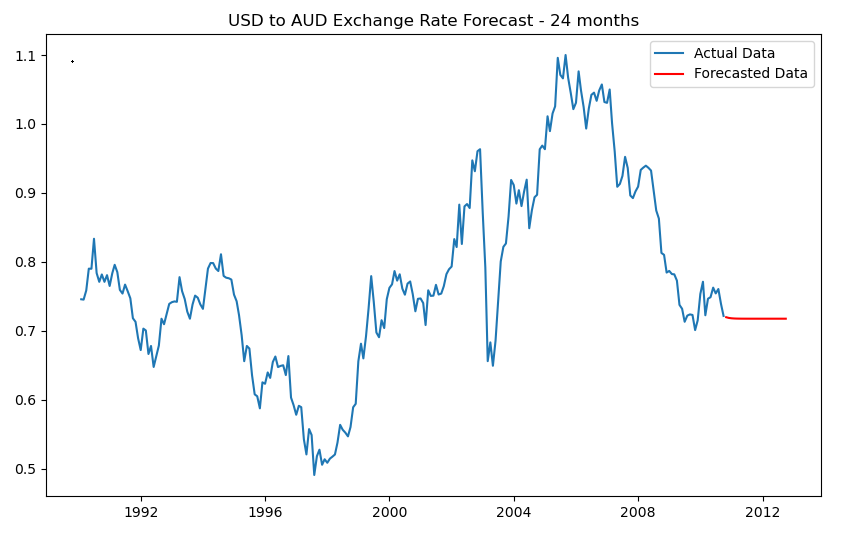 USD to AUD Exchange Rate Forecast - 24 months
Actual Data
Forecasted Data
1.1
1.0
0.9
0.8
0.7
0.6
0.5
1992 1996 2000 2004 2008 2012